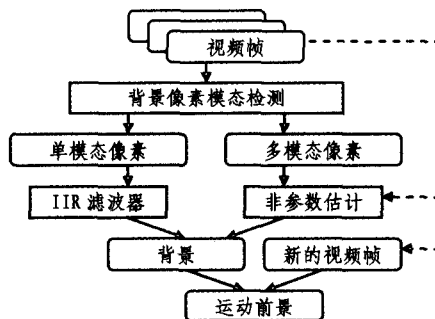 视频帧
背景像素模态检测
单模态像素
多模态像素
IIR 滤波器
非参数估计
背景
新的视频帧
运动前景